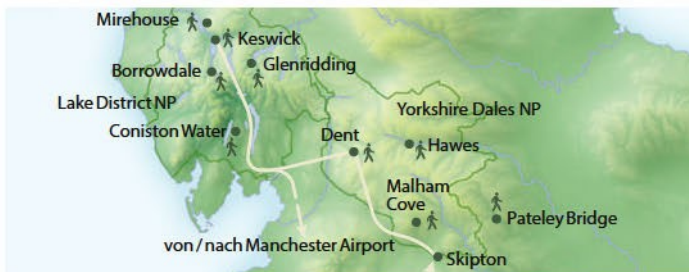 Mirehouse
Keswick
Borrowdale
Glenridding
Lake District NP
Yorkshire Dales NP
Coniston Water
Dent
Hawes
Malham
Cove
Pateley Bridge
von / nach Manchester Airport
Skipton